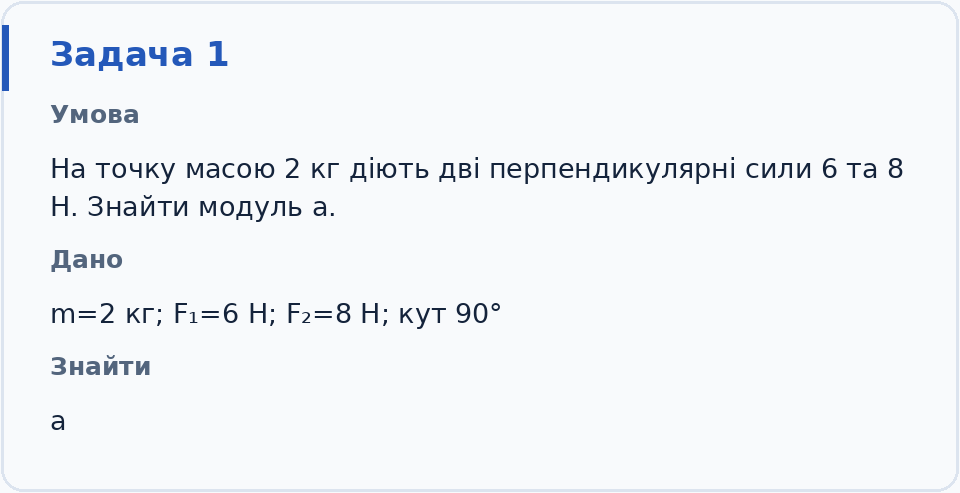 Задача 1
Умова
На точку масою 2 кг діють дві перпендикулярні сили 6 та 8
Н. Знайти модуль a.
Дано
m=2 кг; F₁=6 Н; F₂=8 Н; кут 90°
Знайти
a